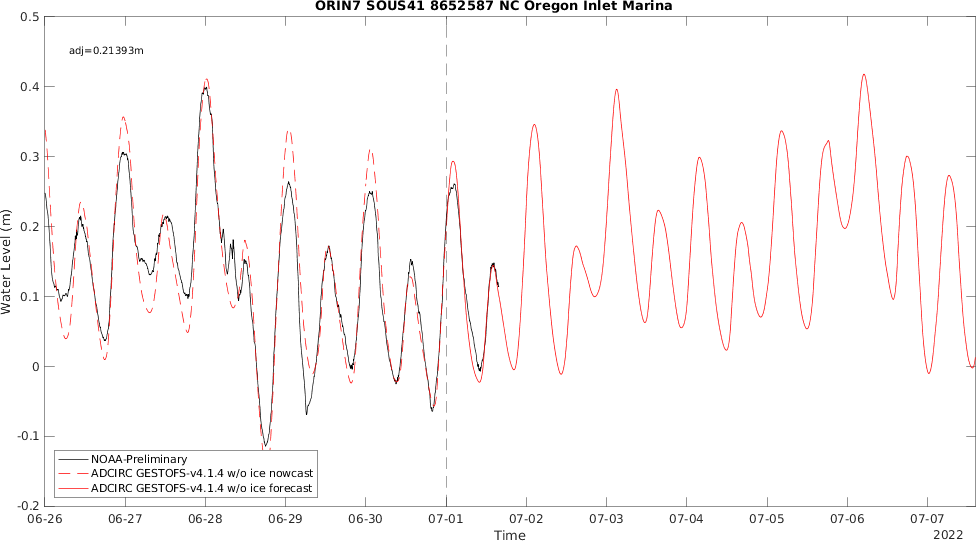 ORIN7 SOUS41 8652587 NC Oregon Inlet Marina
adj=0.21393m
Water Level (m)
0.5
0.4
0.3
0.2
0.1
0
-0.1
-0.2
NOAA-Preliminary
ADCIRC GESTOFS-v4.1.4 w/o ice nowcast
ADCIRC GESTOFS-v4.1.4 w/o ice forecast
06-26 06-27 06-28 06-29 06-30 07-01 07-02 07-03 07-04 07-05 07-06 07-07
Time
2022